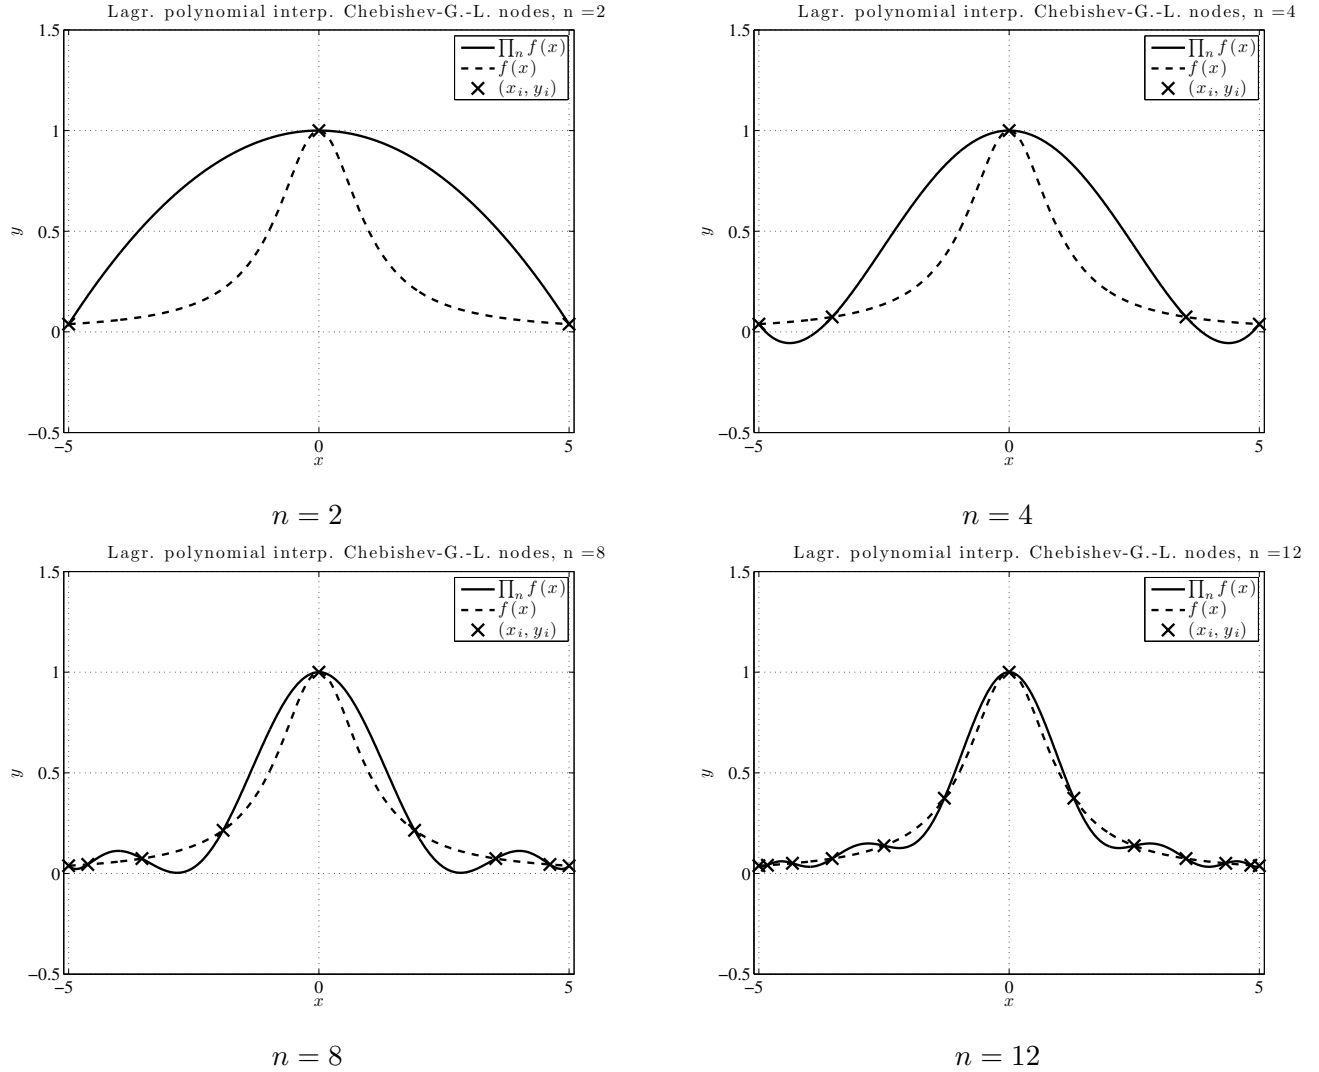 Lagr. polynomial interp. Chebishev-G.-L. nodes, n =2
1.5
1
0.5
0
−0.5
y
−5
0
5
x
∏ₙ f(x)
f(x)
(xᵢ, yᵢ)
n = 2
Lagr. polynomial interp. Chebishev-G.-L. nodes, n =4
1.5
1
0.5
0
−0.5
y
−5
0
5
x
∏ₙ f(x)
f(x)
(xᵢ, yᵢ)
n = 4
Lagr. polynomial interp. Chebishev-G.-L. nodes, n =8
1.5
1
0.5
0
−0.5
y
−5
0
5
x
∏ₙ f(x)
f(x)
(xᵢ, yᵢ)
n = 8
Lagr. polynomial interp. Chebishev-G.-L. nodes, n =12
1.5
1
0.5
0
−0.5
y
−5
0
5
x
∏ₙ f(x)
f(x)
(xᵢ, yᵢ)
n = 12